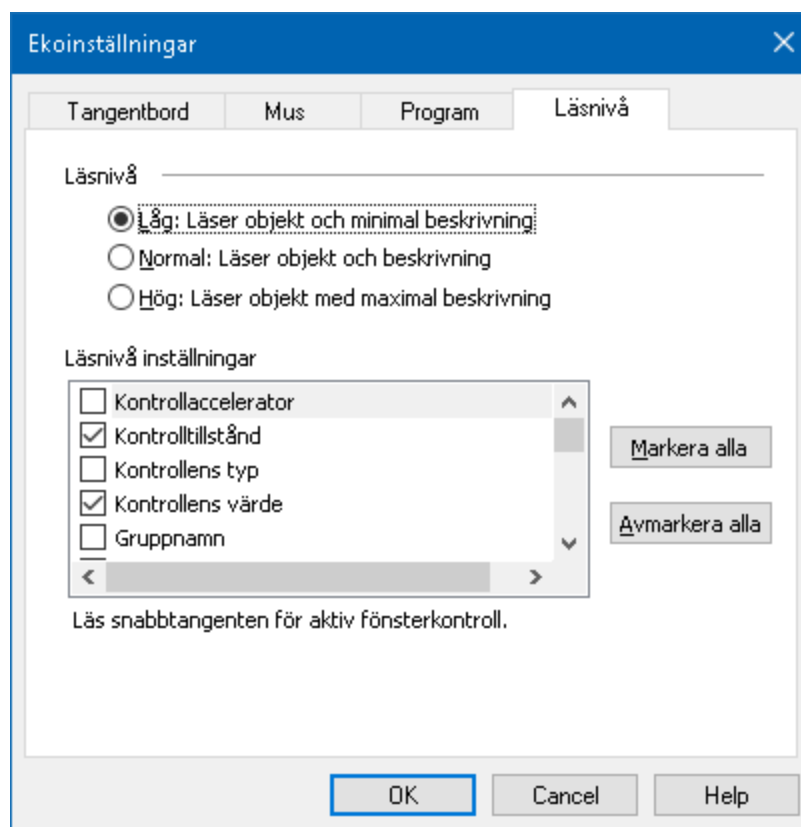 Ekoinställningar
Tangentbord Mus Program Läsnivå
Läsnivå
Låg: Läser objekt och minimal beskrivning
Normal: Läser objekt och beskrivning
Hög: Läser objekt med maximal beskrivning
Läsnivå inställningar
Kontrollaccelerator
Kontrolltillstånd
Kontrollens typ
Kontrollens värde
Gruppnamn
Markera alla
Avmarkera alla
Läs snabbtangenten för aktiv fönsterkontroll.
OK Cancel Help